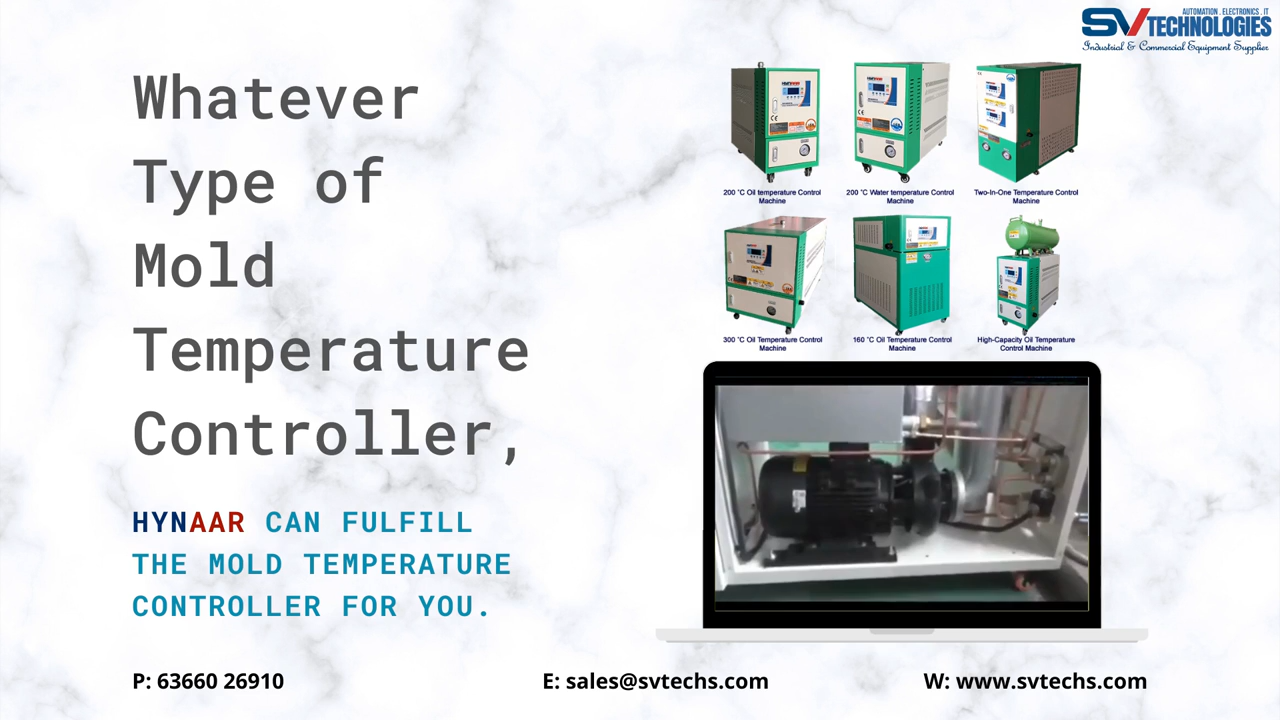 AUTOMATION . ELECTRONICS . IT
SV TECHNOLOGIES
Industrial & Commercial Equipment Supplier
Whatever
Type of
Mold
Temperature
Controller,
HYNAAR CAN FULFILL
THE MOLD TEMPERATURE
CONTROLLER FOR YOU.
200 °C Oil temperature Control
Machine
200 °C Water temperature Control
Machine
Two-In-One Temperature Control
Machine
300 °C Oil Temperature Control
Machine
160 °C Oil Temperature Control
Machine
High-Capacity Oil Temperature
Control Machine
P: 63660 26910
E: sales@svtechs.com
W: www.svtechs.com